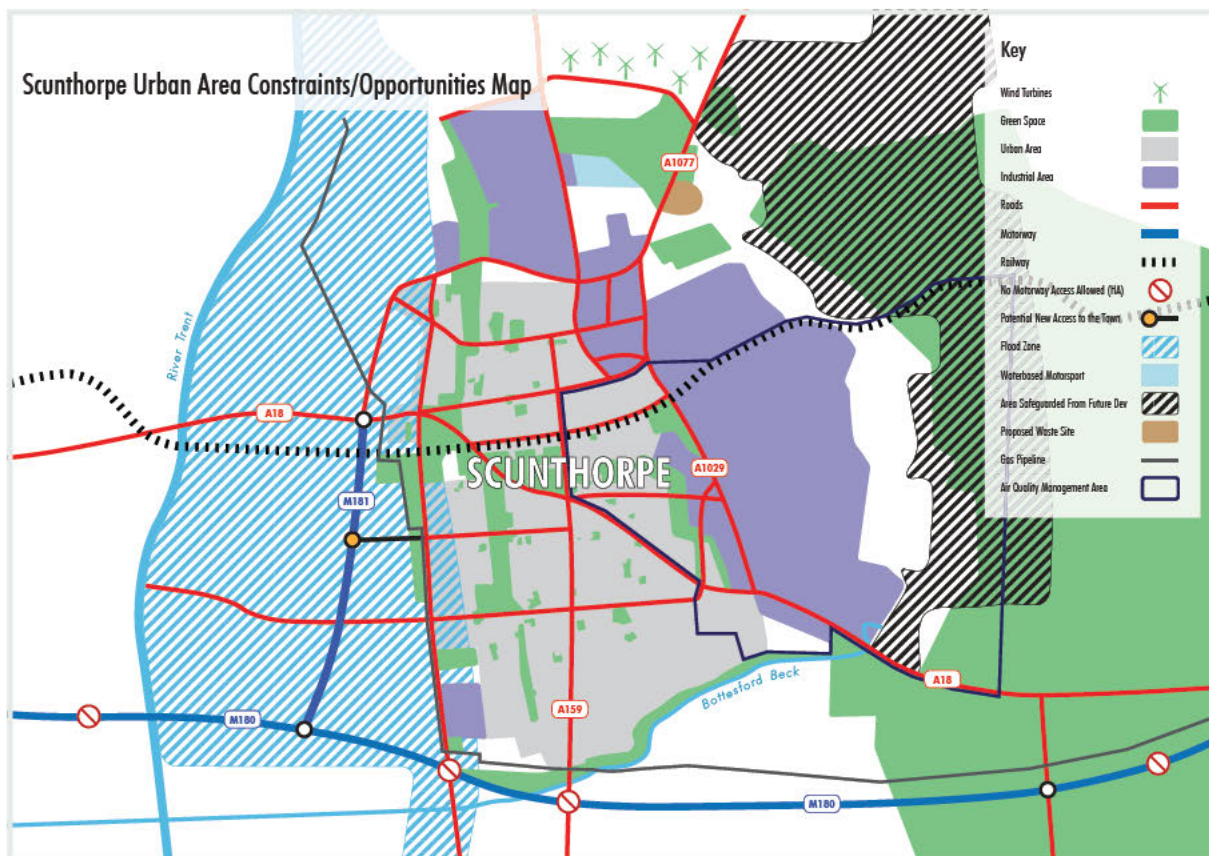 Scunthorpe Urban Area Constraints/Opportunities Map
Key
Wind Turbines
Green Space
Urban Area
Industrial Area
Roads
Motorway
Railway
No Motorway Access Allowed (HA)
Potential New Access to the Town
Flood Zone
Waterbased Motorsport
Area Safeguarded From Future Dev
Proposed Waste Site
Gas Pipeline
Air Quality Management Area
A1077
River Trent
A18
SCUNTHORPE
A1029
M181
Bottesford Beck
A18
A159
M180
M180